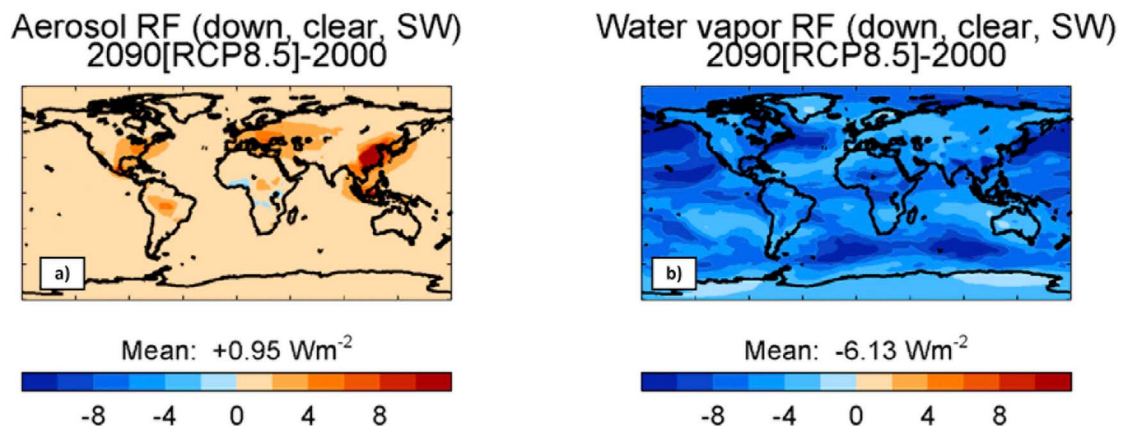 Aerosol RF (down, clear, SW)
2090[RCP8.5]-2000
a)
Mean: +0.95 Wm⁻²
-8 -4 0 4 8
Water vapor RF (down, clear, SW)
2090[RCP8.5]-2000
b)
Mean: -6.13 Wm⁻²
-8 -4 0 4 8